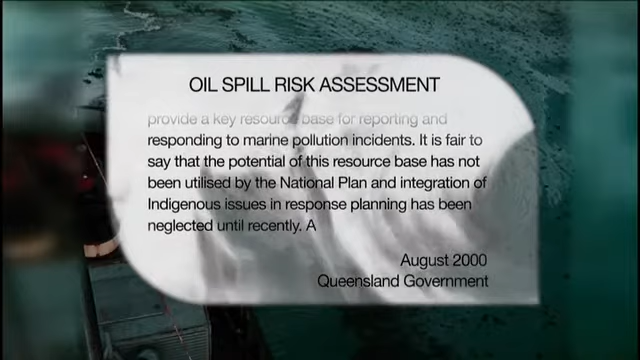 OIL SPILL RISK ASSESSMENT
provide a key resource base for reporting and
responding to marine pollution incidents. It is fair to
say that the potential of this resource base has not
been utilised by the National Plan and integration of
Indigenous issues in response planning has been
neglected until recently. A
August 2000
Queensland Government